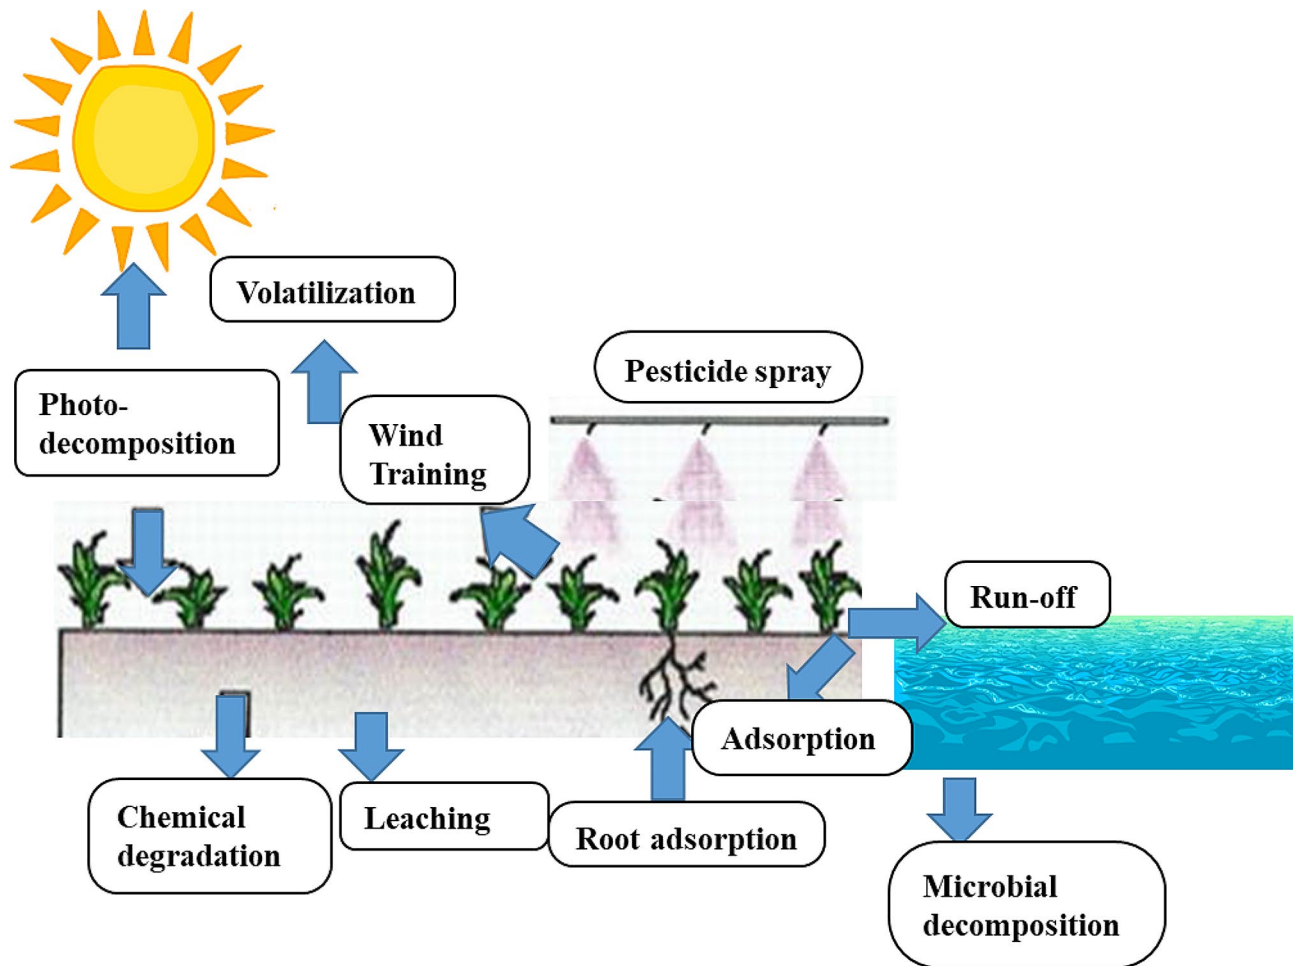 Volatilization
Pesticide spray
Photo-
decomposition
Wind
Training
Run-off
Adsorption
Chemical
degradation
Leaching
Root adsorption
Microbial
decomposition